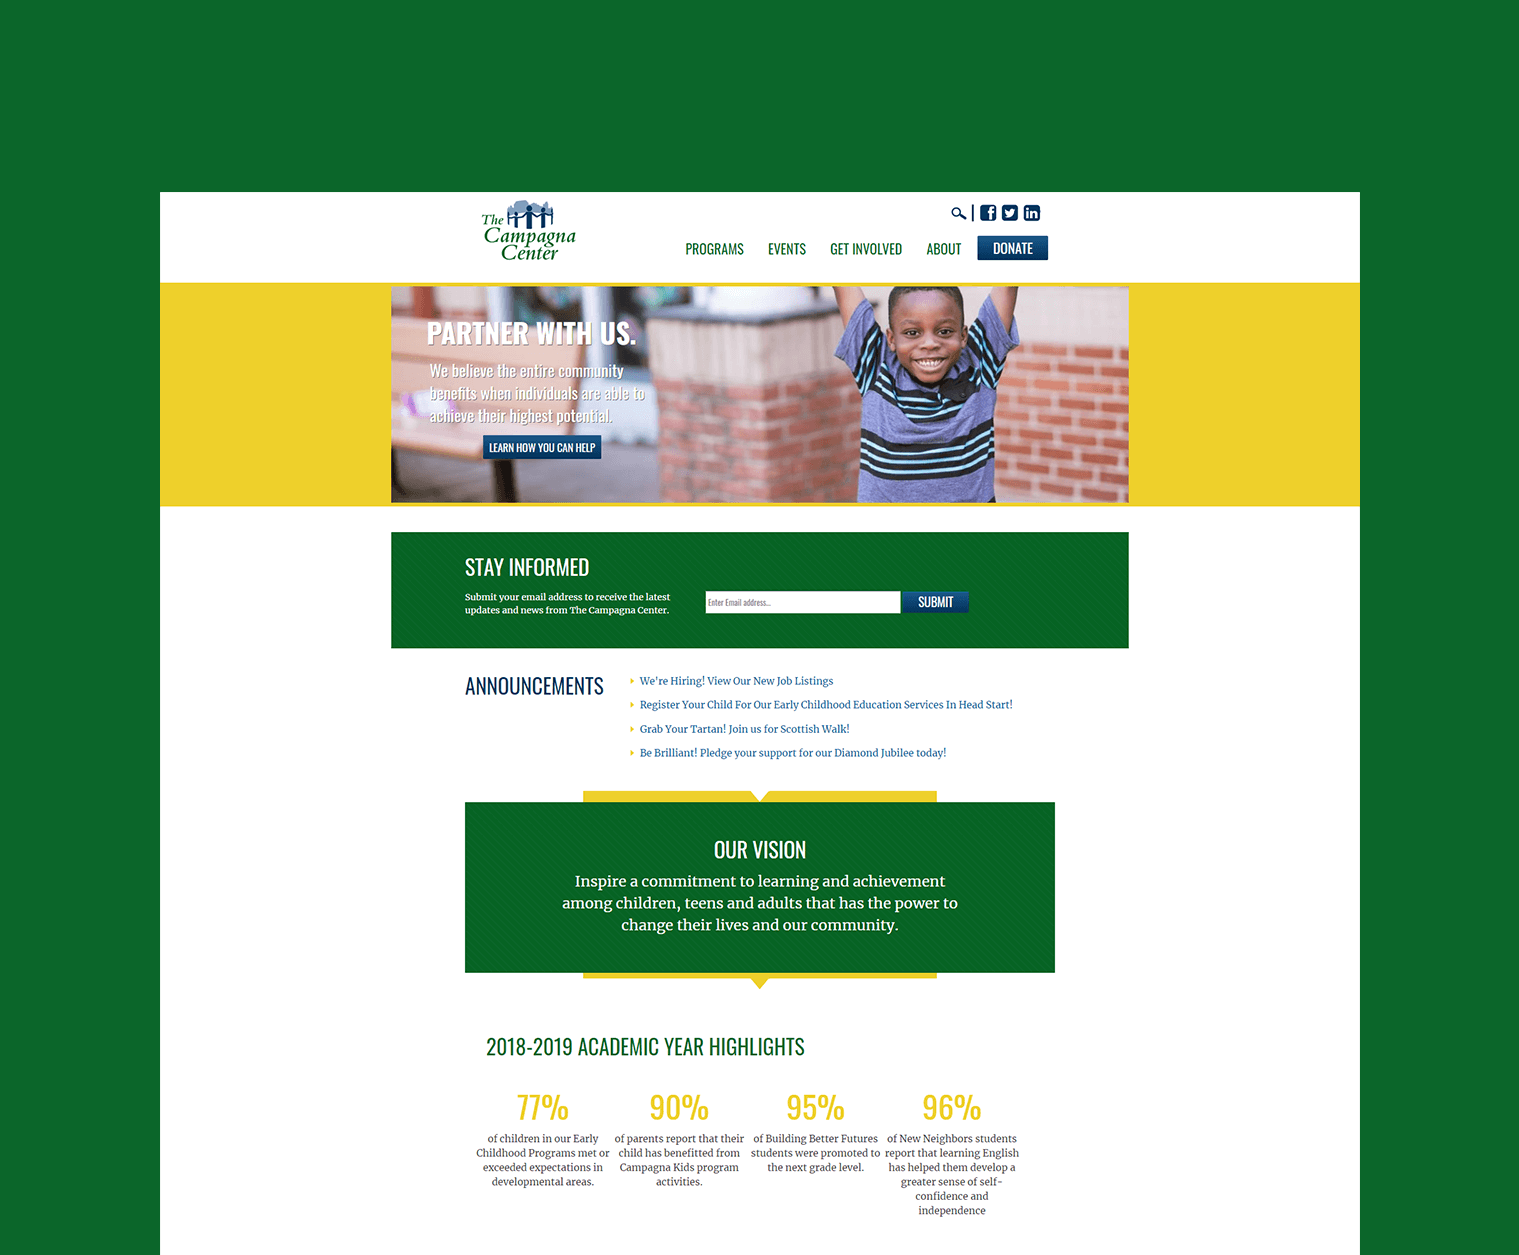 The
Campagna
Center
PROGRAMS EVENTS GET INVOLVED ABOUT DONATE
PARTNER WITH US.
We believe the entire community
benefits when individuals are able to
achieve their highest potential.
LEARN HOW YOU CAN HELP
STAY INFORMED
Submit your email address to receive the latest
updates and news from The Campagna Center.
Enter Email address...
SUBMIT
ANNOUNCEMENTS
We're Hiring! View Our New Job Listings
Register Your Child For Our Early Childhood Education Services In Head Start!
Grab Your Tartan! Join us for Scottish Walk!
Be Brilliant! Pledge your support for our Diamond Jubilee today!
OUR VISION
Inspire a commitment to learning and achievement
among children, teens and adults that has the power to
change their lives and our community.
2018-2019 ACADEMIC YEAR HIGHLIGHTS
77%
of children in our Early
Childhood Programs met or
exceeded expectations in
developmental areas.
90%
of parents report that their
child has benefitted from
Campagna Kids program
activities.
95%
of Building Better Futures
students were promoted to
the next grade level.
96%
of New Neighbors students
report that learning English
has helped them develop a
greater sense of self-
confidence and
independence